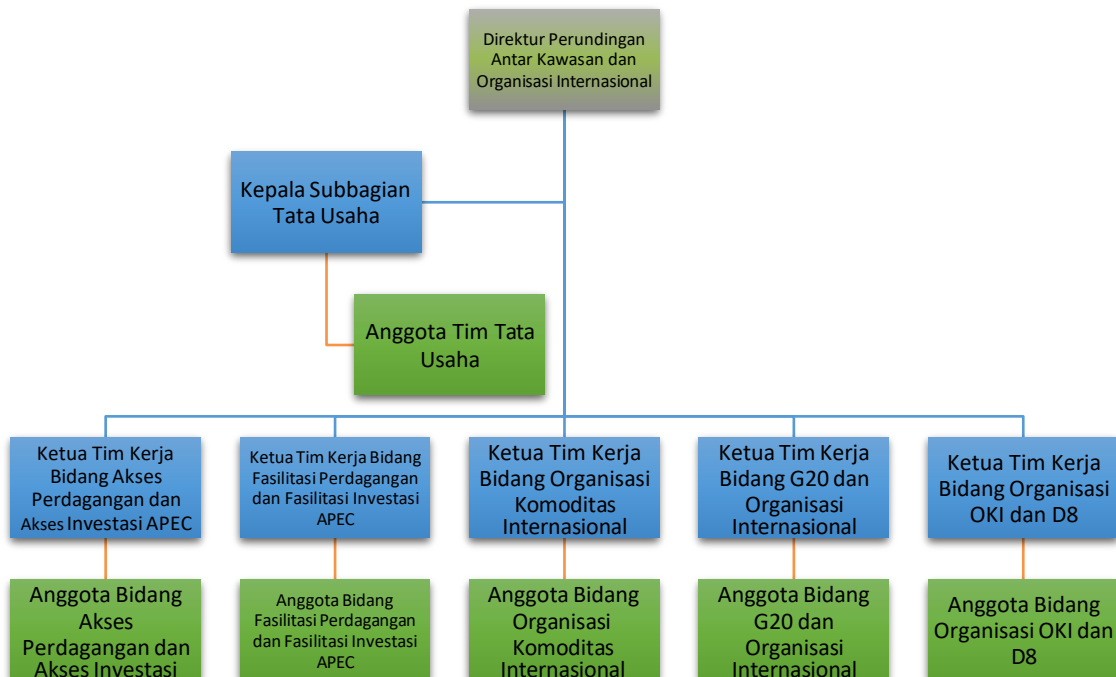 Direktur Perundingan
Antar Kawasan dan
Organisasi Internasional
Kepala Subbagian
Tata Usaha
Anggota Tim Tata
Usaha
Ketua Tim Kerja
Bidang Akses
Perdagangan dan
Akses Investasi APEC
Ketua Tim Kerja Bidang
Fasilitasi Perdagangan
dan Fasilitasi Investasi
APEC
Ketua Tim Kerja
Bidang Organisasi
Komoditas
Internasional
Ketua Tim Kerja
Bidang G20 dan
Organisasi
Internasional
Ketua Tim Kerja
Bidang Organisasi
OKI dan D8
Anggota Bidang
Akses
Perdagangan dan
Akses Investasi
Anggota Bidang
Fasilitasi Perdagangan
dan Fasilitasi Investasi
APEC
Anggota Bidang
Organisasi
Komoditas
Internasional
Anggota Bidang
G20 dan
Organisasi
Internasional
Anggota Bidang
Organisasi OKI dan
D8